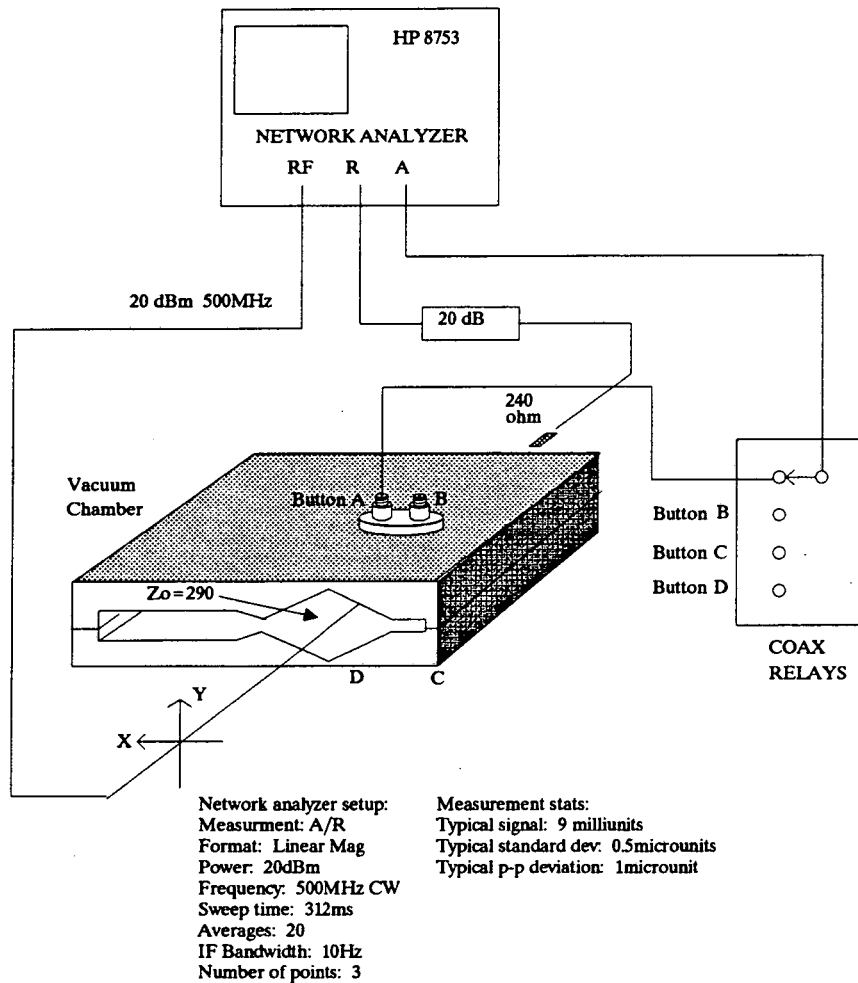 HP 8753
NETWORK ANALYZER
RF R A
20 dBm 500MHz
20 dB
240
ohm
Vacuum
Chamber
Button A B
Zo=290
Button B
Button C
Button D
COAX
RELAYS
D C
Y
X
Network analyzer setup:
Measurment: A/R
Format: Linear Mag
Power: 20dBm
Frequency: 500MHz CW
Sweep time: 312ms
Averages: 20
IF Bandwidth: 10Hz
Number of points: 3
Measurement stats:
Typical signal: 9 milliunits
Typical standard dev: 0.5microunits
Typical p-p deviation: 1microunit